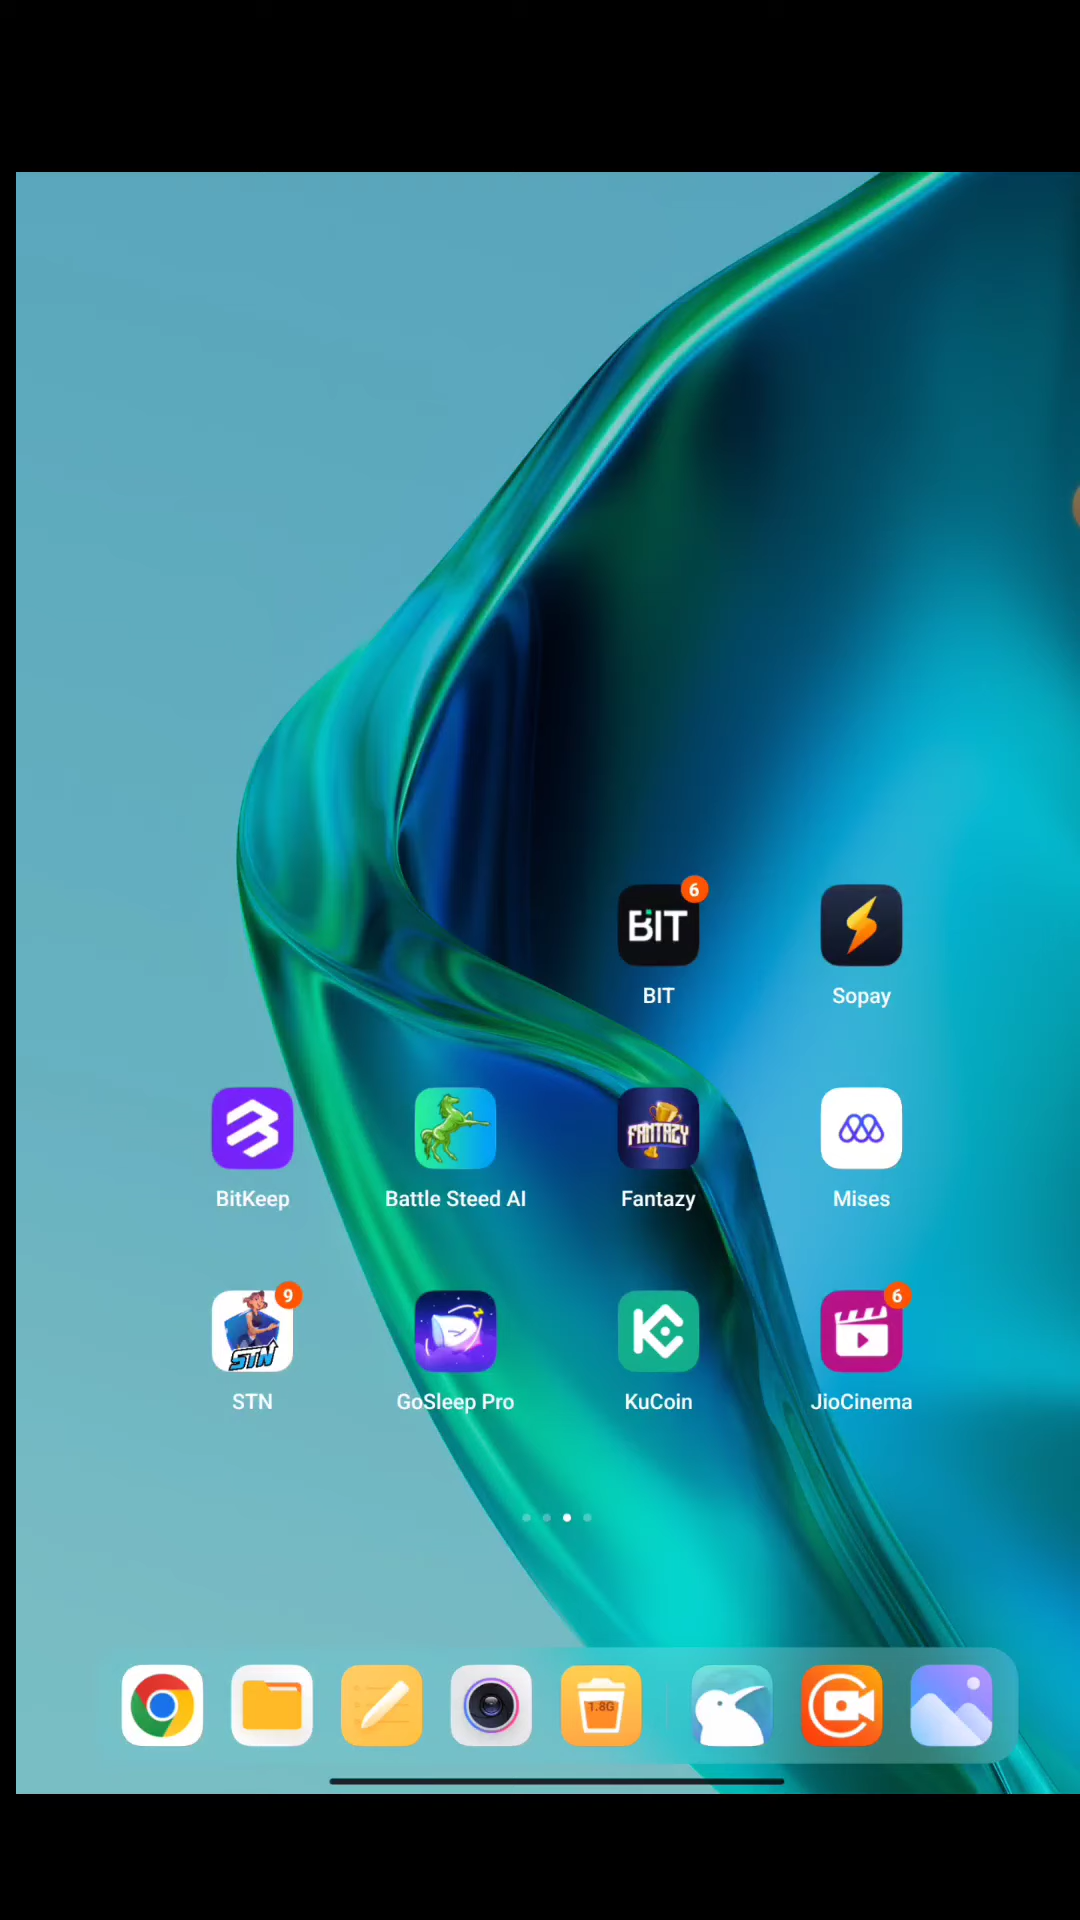 6
BIT
BIT Sopay
FANTAZY
BitKeep Battle Steed AI Fantazy Mises
9 6
STN
STN GoSleep Pro KuCoin JioCinema
1.8G